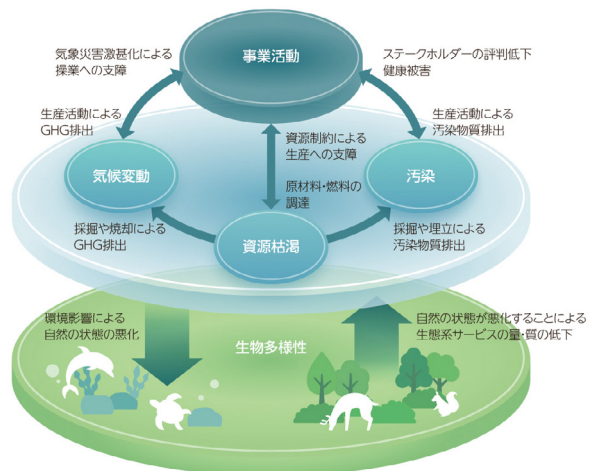 気象災害激甚化による
操業への支障
事業活動
ステークホルダーの評判低下
健康被害
生産活動による
GHG排出
生産活動による
汚染物質排出
資源制約による
生産への支障
気候変動
汚染
原材料・燃料の
調達
採掘や焼却による
GHG排出
資源枯渇
採掘や埋立による
汚染物質排出
環境影響による
自然の状態の悪化
自然の状態が悪化することによる
生態系サービスの量・質の低下
生物多様性